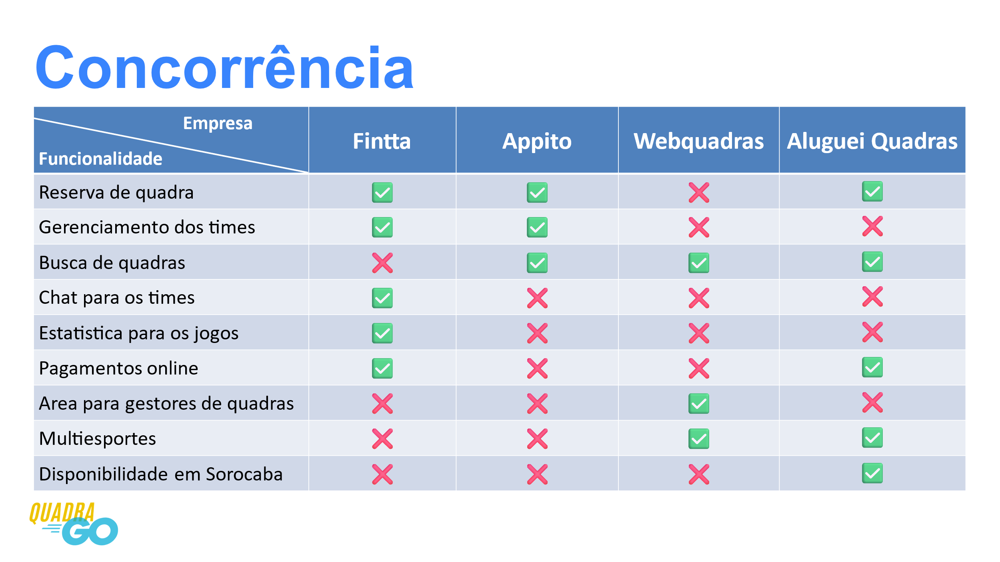 Concorrência
Empresa
Funcionalidade
Fintta
Appito
Webquadras
Aluguei Quadras
Reserva de quadra
Gerenciamento dos times
Busca de quadras
Chat para os times
Estatistica para os jogos
Pagamentos online
Area para gestores de quadras
Multiesportes
Disponibilidade em Sorocaba
QUADRA
GO